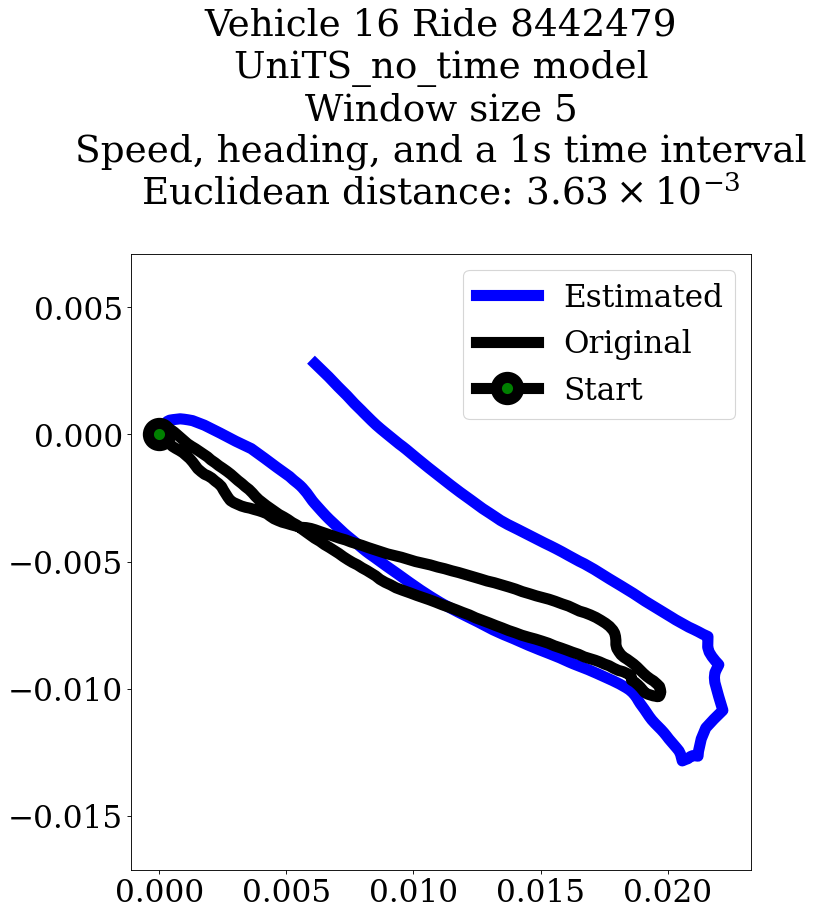 Vehicle 16 Ride 8442479
UniTS_no_time model
Window size 5
Speed, heading, and a 1s time interval
Euclidean distance: 3.63 × 10⁻³
Estimated
Original
Start
0.005
0.000
−0.005
−0.010
−0.015
0.000 0.005 0.010 0.015 0.020